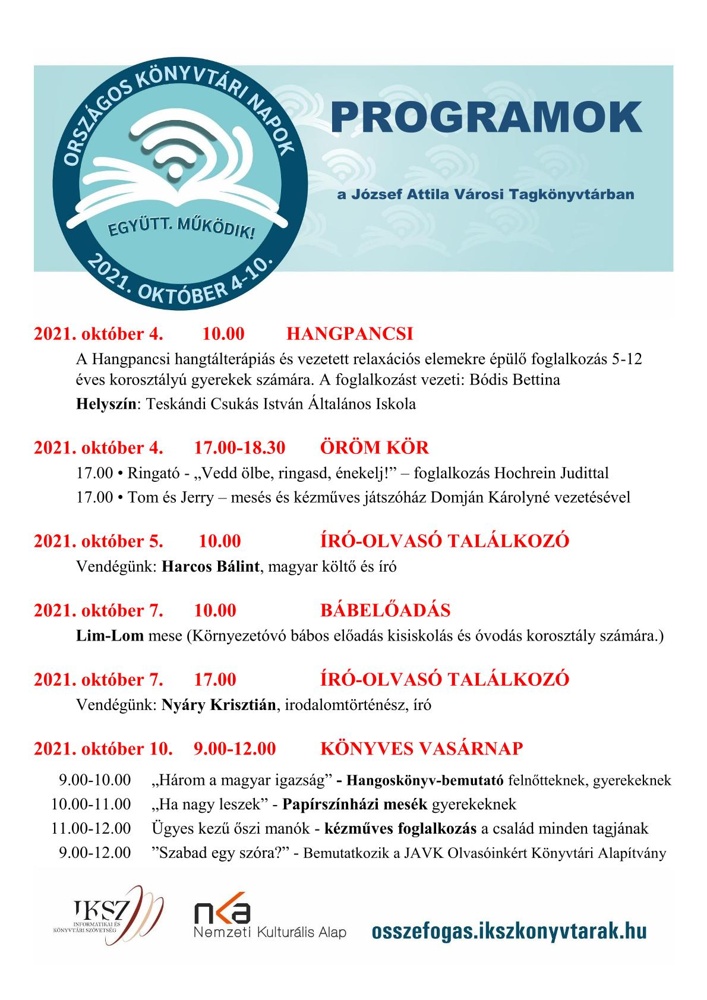 ORSZÁGOS KÖNYVTÁRI NAPOK
EGYÜTT. MŰKÖDIK!
2021. OKTÓBER 4-10.
PROGRAMOK
a József Attila Városi Tagkönyvtárban
2021. október 4. 10.00 HANGPANCSI
A Hangpancsi hangtálterápiás és vezetett relaxációs elemekre épülő foglalkozás 5-12
éves korosztályú gyerekek számára. A foglalkozást vezeti: Bódis Bettina
Helyszín: Teskándi Csukás István Általános Iskola
2021. október 4. 17.00-18.30 ÖRÖM KÖR
17.00 • Ringató - „Vedd ölbe, ringasd, énekelj!” – foglalkozás Hochrein Judittal
17.00 • Tom és Jerry – mesés és kézműves játszóház Domján Károlyné vezetésével
2021. október 5. 10.00 ÍRÓ-OLVASÓ TALÁLKOZÓ
Vendégünk: Harcos Bálint, magyar költő és író
2021. október 7. 10.00 BÁBELŐADÁS
Lim-Lom mese (Környezetóvó bábos előadás kisiskolás és óvodás korosztály számára.)
2021. október 7. 17.00 ÍRÓ-OLVASÓ TALÁLKOZÓ
Vendégünk: Nyáry Krisztián, irodalomtörténész, író
2021. október 10. 9.00-12.00 KÖNYVES VASÁRNAP
9.00-10.00 „Három a magyar igazság” - Hangoskönyv-bemutató felnőtteknek, gyerekeknek
10.00-11.00 „Ha nagy leszek” - Papírszínházi mesék gyerekeknek
11.00-12.00 Ügyes kezű őszi manók - kézműves foglalkozás a család minden tagjának
9.00-12.00 ”Szabad egy szóra?” - Bemutatkozik a JAVK Olvasóinkért Könyvtári Alapítvány
IKSZ
INFORMATIKAI ÉS
KÖNYVTÁRI SZÖVETSÉG
nka
Nemzeti Kulturális Alap
osszefogas.ikszkonyvtarak.hu